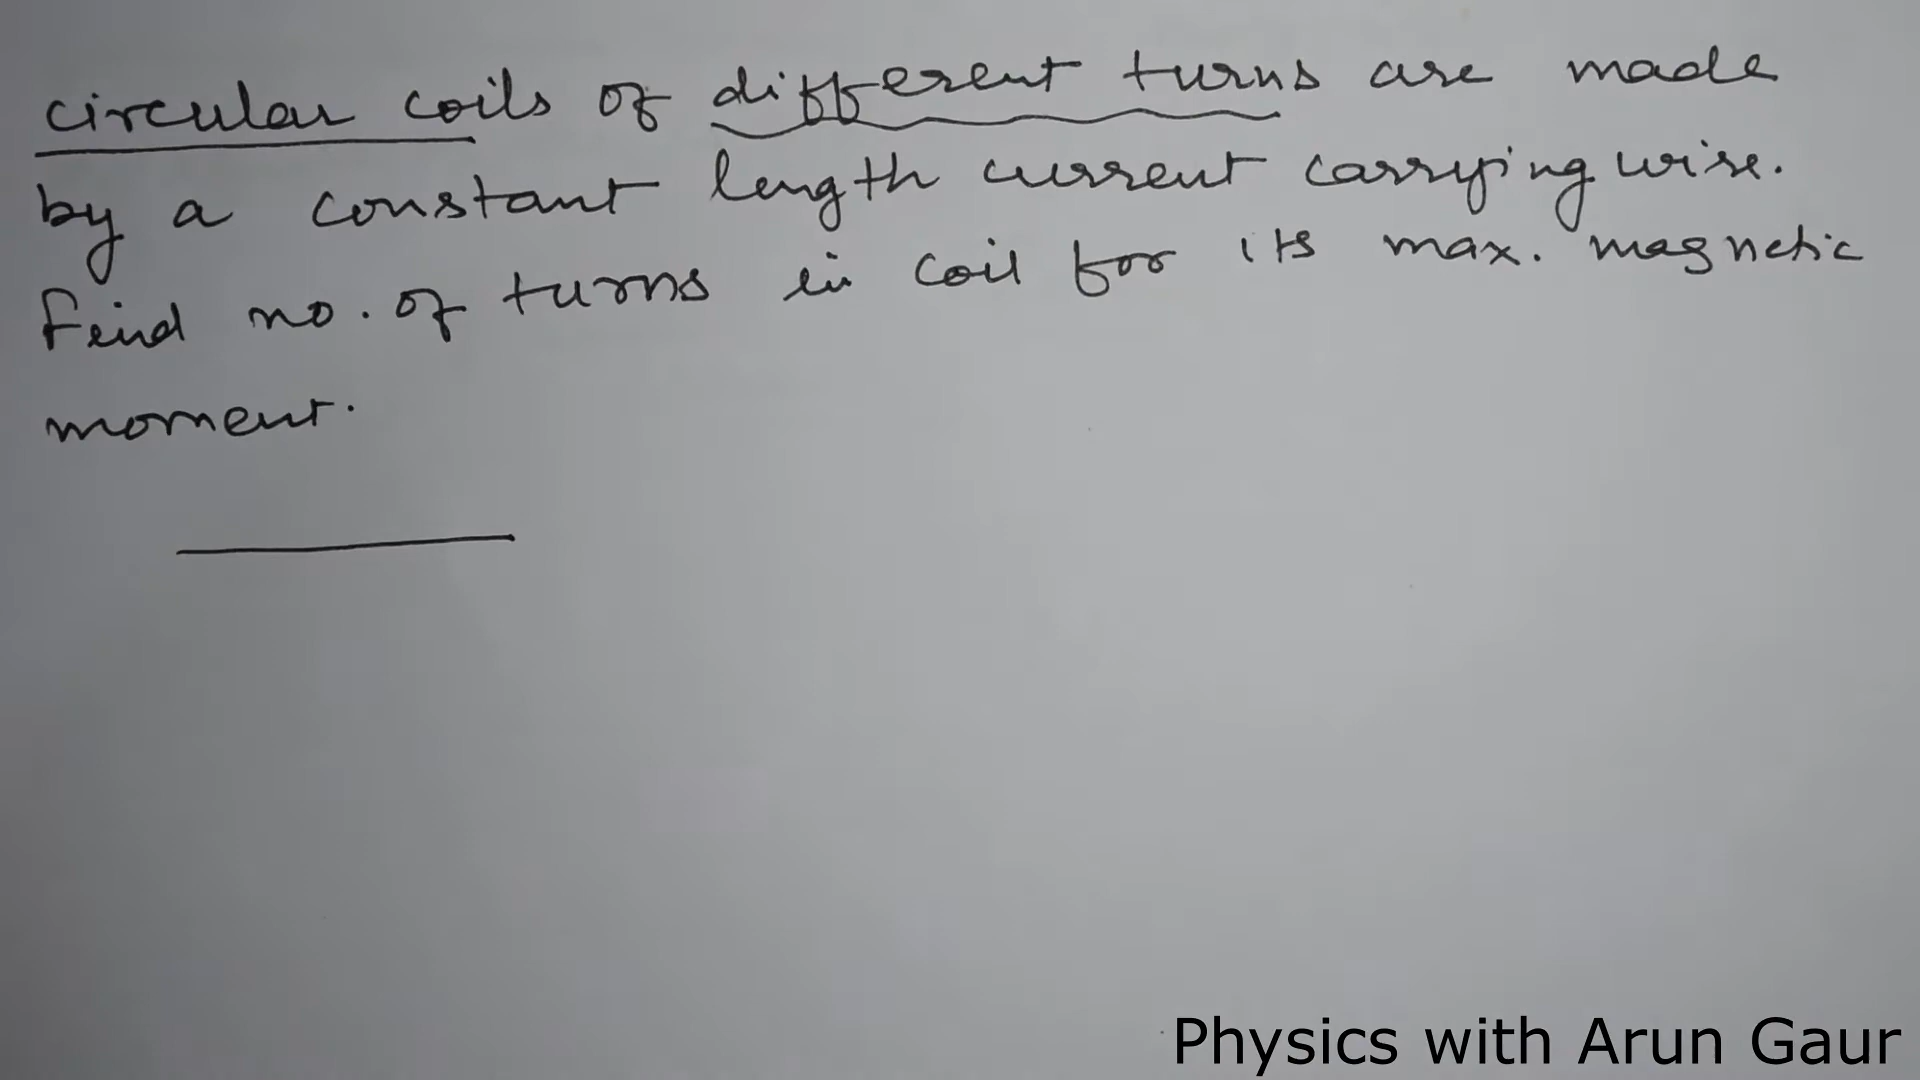 circular coils of different turns are made
by a constant length current carrying wire.
Find no. of turns in coil for its max. magnetic
moment.
Physics with Arun Gaur